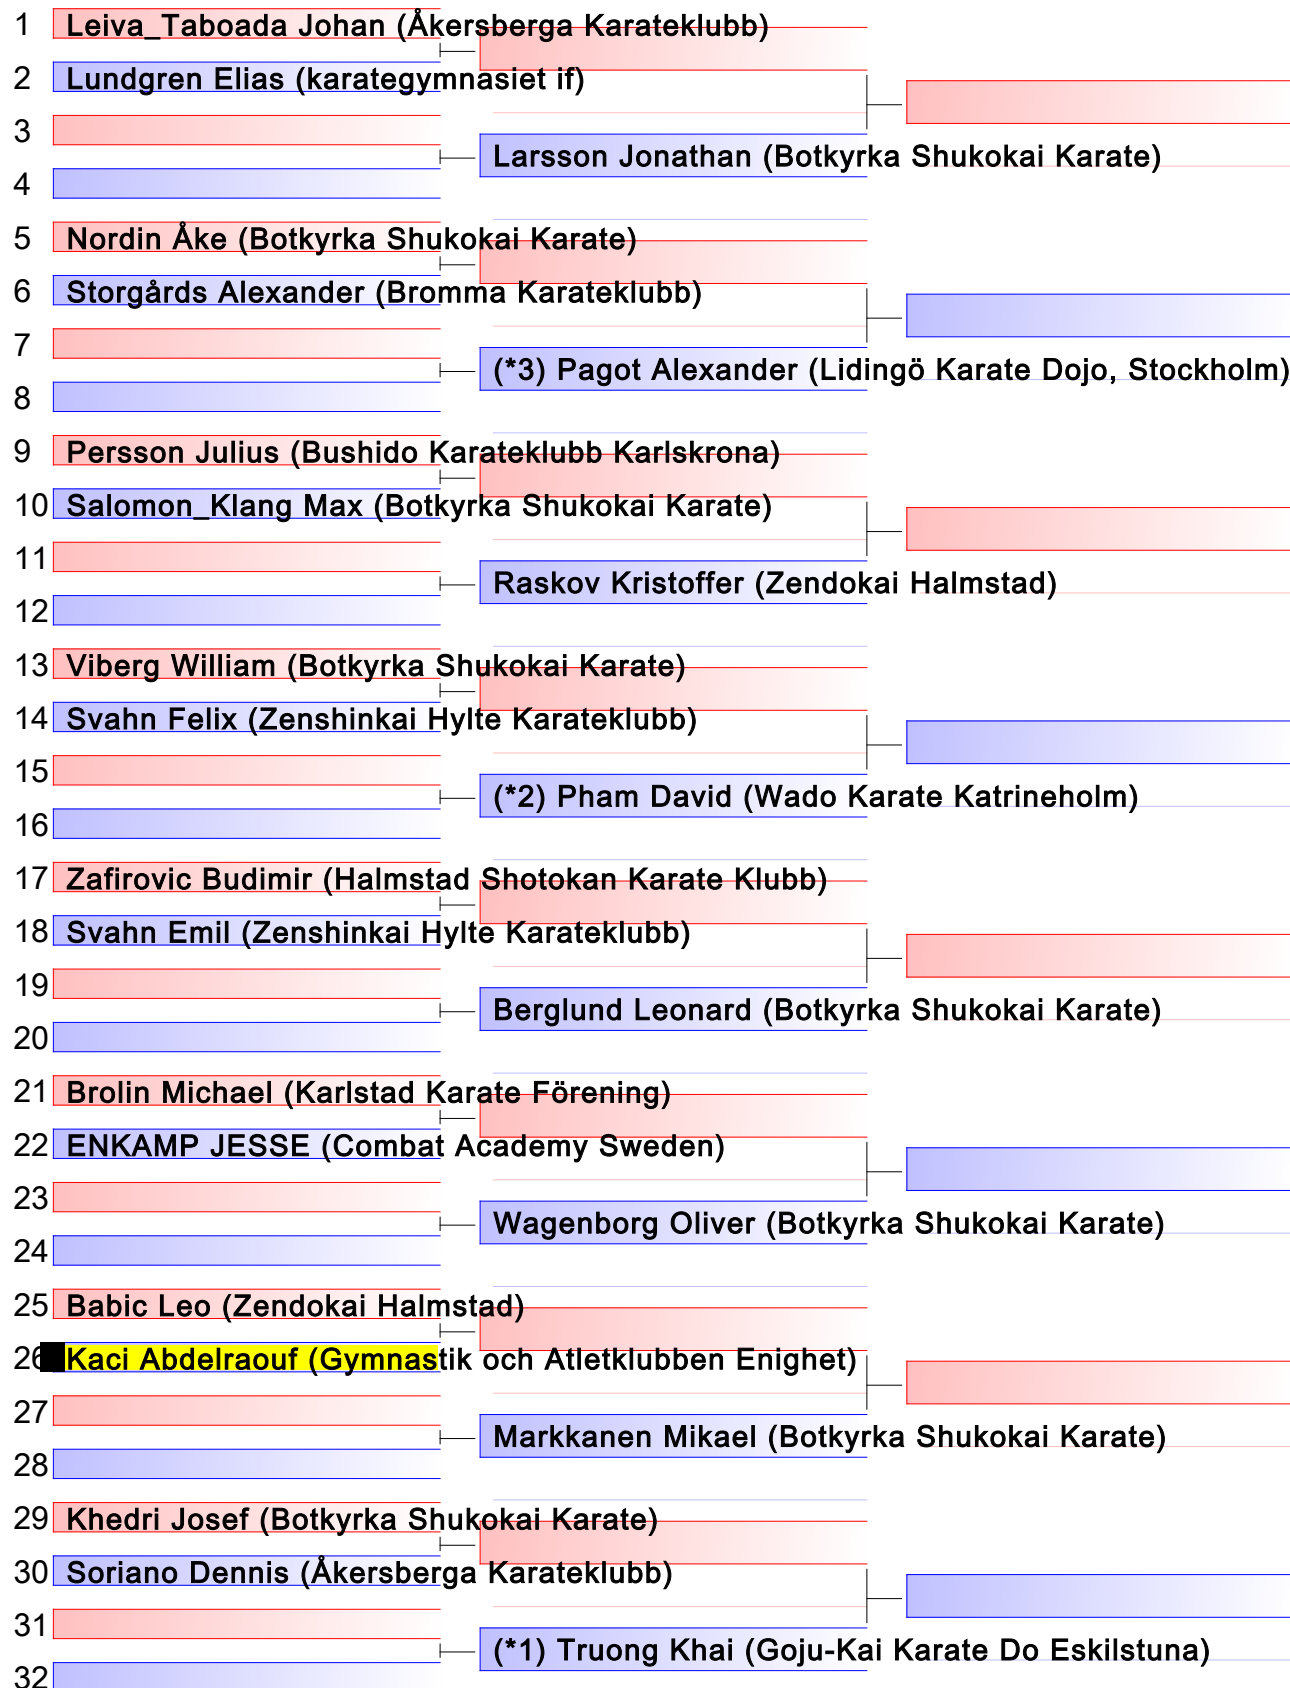 1 Leiva_Taboada Johan (Åkersberga Karateklubb)
2 Lundgren Elias (karategymnasiet if)
3
Larsson Jonathan (Botkyrka Shukokai Karate)
4
5 Nordin Åke (Botkyrka Shukokai Karate)
6 Storgårds Alexander (Bromma Karateklubb)
7
(*3) Pagot Alexander (Lidingö Karate Dojo, Stockholm)
8
9 Persson Julius (Bushido Karateklubb Karlskrona)
10 Salomon_Klang Max (Botkyrka Shukokai Karate)
11
Raskov Kristoffer (Zendokai Halmstad)
12
13 Viberg William (Botkyrka Shukokai Karate)
14 Svahn Felix (Zenshinkai Hylte Karateklubb)
15
(*2) Pham David (Wado Karate Katrineholm)
16
17 Zafirovic Budimir (Halmstad Shotokan Karate Klubb)
18 Svahn Emil (Zenshinkai Hylte Karateklubb)
19
Berglund Leonard (Botkyrka Shukokai Karate)
20
21 Brolin Michael (Karlstad Karate Förening)
22 ENKAMP JESSE (Combat Academy Sweden)
23
Wagenborg Oliver (Botkyrka Shukokai Karate)
24
25 Babic Leo (Zendokai Halmstad)
26 Kaci Abdelraouf (Gymnastik och Atletklubben Enighet)
27
Markkanen Mikael (Botkyrka Shukokai Karate)
28
29 Khedri Josef (Botkyrka Shukokai Karate)
30 Soriano Dennis (Åkersberga Karateklubb)
31
(*1) Truong Khai (Goju-Kai Karate Do Eskilstuna)
32